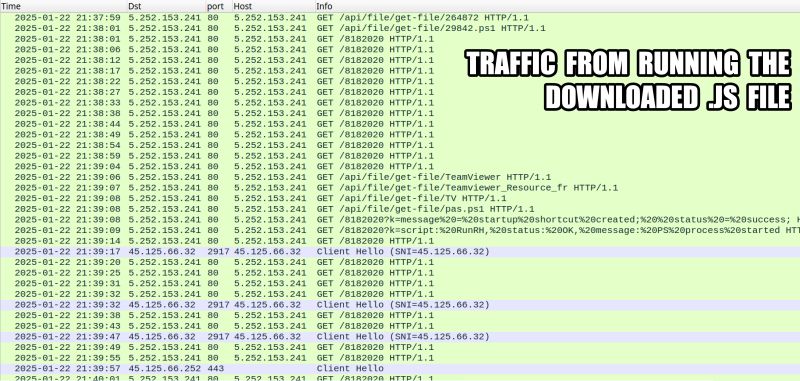 Time Dst port Host Info
2025-01-22 21:37:59 5.252.153.241 80 5.252.153.241 GET /api/file/get-file/264872 HTTP/1.1
2025-01-22 21:38:01 5.252.153.241 80 5.252.153.241 GET /api/file/get-file/29842.ps1 HTTP/1.1
2025-01-22 21:38:01 5.252.153.241 80 5.252.153.241 GET /8182020 HTTP/1.1
2025-01-22 21:38:06 5.252.153.241 80 5.252.153.241 GET /8182020 HTTP/1.1
2025-01-22 21:38:12 5.252.153.241 80 5.252.153.241 GET /8182020 HTTP/1.1
2025-01-22 21:38:17 5.252.153.241 80 5.252.153.241 GET /8182020 HTTP/1.1
2025-01-22 21:38:22 5.252.153.241 80 5.252.153.241 GET /8182020 HTTP/1.1
2025-01-22 21:38:27 5.252.153.241 80 5.252.153.241 GET /8182020 HTTP/1.1
2025-01-22 21:38:33 5.252.153.241 80 5.252.153.241 GET /8182020 HTTP/1.1
2025-01-22 21:38:38 5.252.153.241 80 5.252.153.241 GET /8182020 HTTP/1.1
2025-01-22 21:38:44 5.252.153.241 80 5.252.153.241 GET /8182020 HTTP/1.1
2025-01-22 21:38:49 5.252.153.241 80 5.252.153.241 GET /8182020 HTTP/1.1
2025-01-22 21:38:54 5.252.153.241 80 5.252.153.241 GET /8182020 HTTP/1.1
2025-01-22 21:38:59 5.252.153.241 80 5.252.153.241 GET /8182020 HTTP/1.1
2025-01-22 21:39:04 5.252.153.241 80 5.252.153.241 GET /8182020 HTTP/1.1
2025-01-22 21:39:06 5.252.153.241 80 5.252.153.241 GET /api/file/get-file/TeamViewer HTTP/1.1
2025-01-22 21:39:07 5.252.153.241 80 5.252.153.241 GET /api/file/get-file/Teamviewer_Resource_fr HTTP/1.1
2025-01-22 21:39:08 5.252.153.241 80 5.252.153.241 GET /api/file/get-file/TV HTTP/1.1
2025-01-22 21:39:08 5.252.153.241 80 5.252.153.241 GET /api/file/get-file/pas.ps1 HTTP/1.1
2025-01-22 21:39:08 5.252.153.241 80 5.252.153.241 GET /8182020?k=message%20=%20startup%20shortcut%20created;%20%20status%20=%20success; H
2025-01-22 21:39:09 5.252.153.241 80 5.252.153.241 GET /8182020?k=script:%20RunRH,%20status:%20OK,%20message:%20PS%20process%20started HTT
2025-01-22 21:39:14 5.252.153.241 80 5.252.153.241 GET /8182020 HTTP/1.1
2025-01-22 21:39:17 45.125.66.32 2917 45.125.66.32 Client Hello (SNI=45.125.66.32)
2025-01-22 21:39:20 5.252.153.241 80 5.252.153.241 GET /8182020 HTTP/1.1
2025-01-22 21:39:25 5.252.153.241 80 5.252.153.241 GET /8182020 HTTP/1.1
2025-01-22 21:39:31 5.252.153.241 80 5.252.153.241 GET /8182020 HTTP/1.1
2025-01-22 21:39:32 5.252.153.241 80 5.252.153.241 GET /8182020 HTTP/1.1
2025-01-22 21:39:32 45.125.66.32 2917 45.125.66.32 Client Hello (SNI=45.125.66.32)
2025-01-22 21:39:38 5.252.153.241 80 5.252.153.241 GET /8182020 HTTP/1.1
2025-01-22 21:39:43 5.252.153.241 80 5.252.153.241 GET /8182020 HTTP/1.1
2025-01-22 21:39:47 45.125.66.32 2917 45.125.66.32 Client Hello (SNI=45.125.66.32)
2025-01-22 21:39:49 5.252.153.241 80 5.252.153.241 GET /8182020 HTTP/1.1
2025-01-22 21:39:55 5.252.153.241 80 5.252.153.241 GET /8182020 HTTP/1.1
2025-01-22 21:39:57 45.125.66.252 443 Client Hello
2025-01-22 21:40:01 5.252.153.241 80 5.252.153.241 GET /8182020 HTTP/1.1
TRAFFIC FROM RUNNING THE
DOWNLOADED .JS FILE